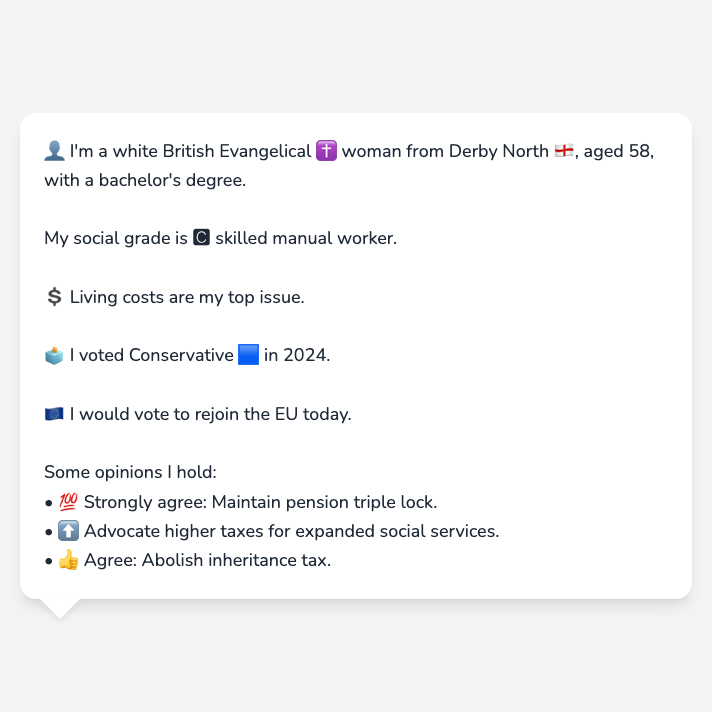 👤 I'm a white British Evangelical ✝️ woman from Derby North 🏴󠁧󠁢󠁥󠁮󠁧󠁿, aged 58,
with a bachelor's degree.
My social grade is 🅲 skilled manual worker.
💲 Living costs are my top issue.
🗳️ I voted Conservative 🟦 in 2024.
🇪🇺 I would vote to rejoin the EU today.
Some opinions I hold:
• 💯 Strongly agree: Maintain pension triple lock.
• ⬆️ Advocate higher taxes for expanded social services.
• 👍 Agree: Abolish inheritance tax.